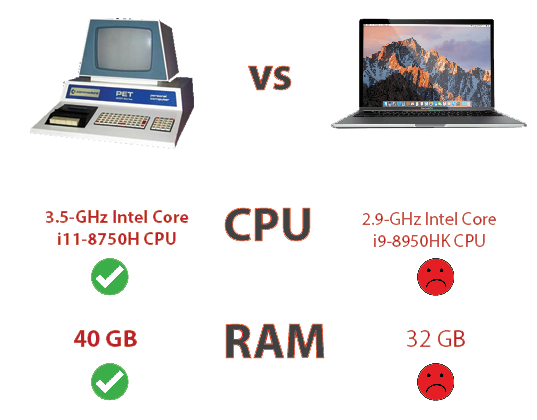 PET
vs
3.5-GHz Intel Core
i11-8750H CPU
CPU
2.9-GHz Intel Core
i9-8950HK CPU
40 GB
RAM
32 GB